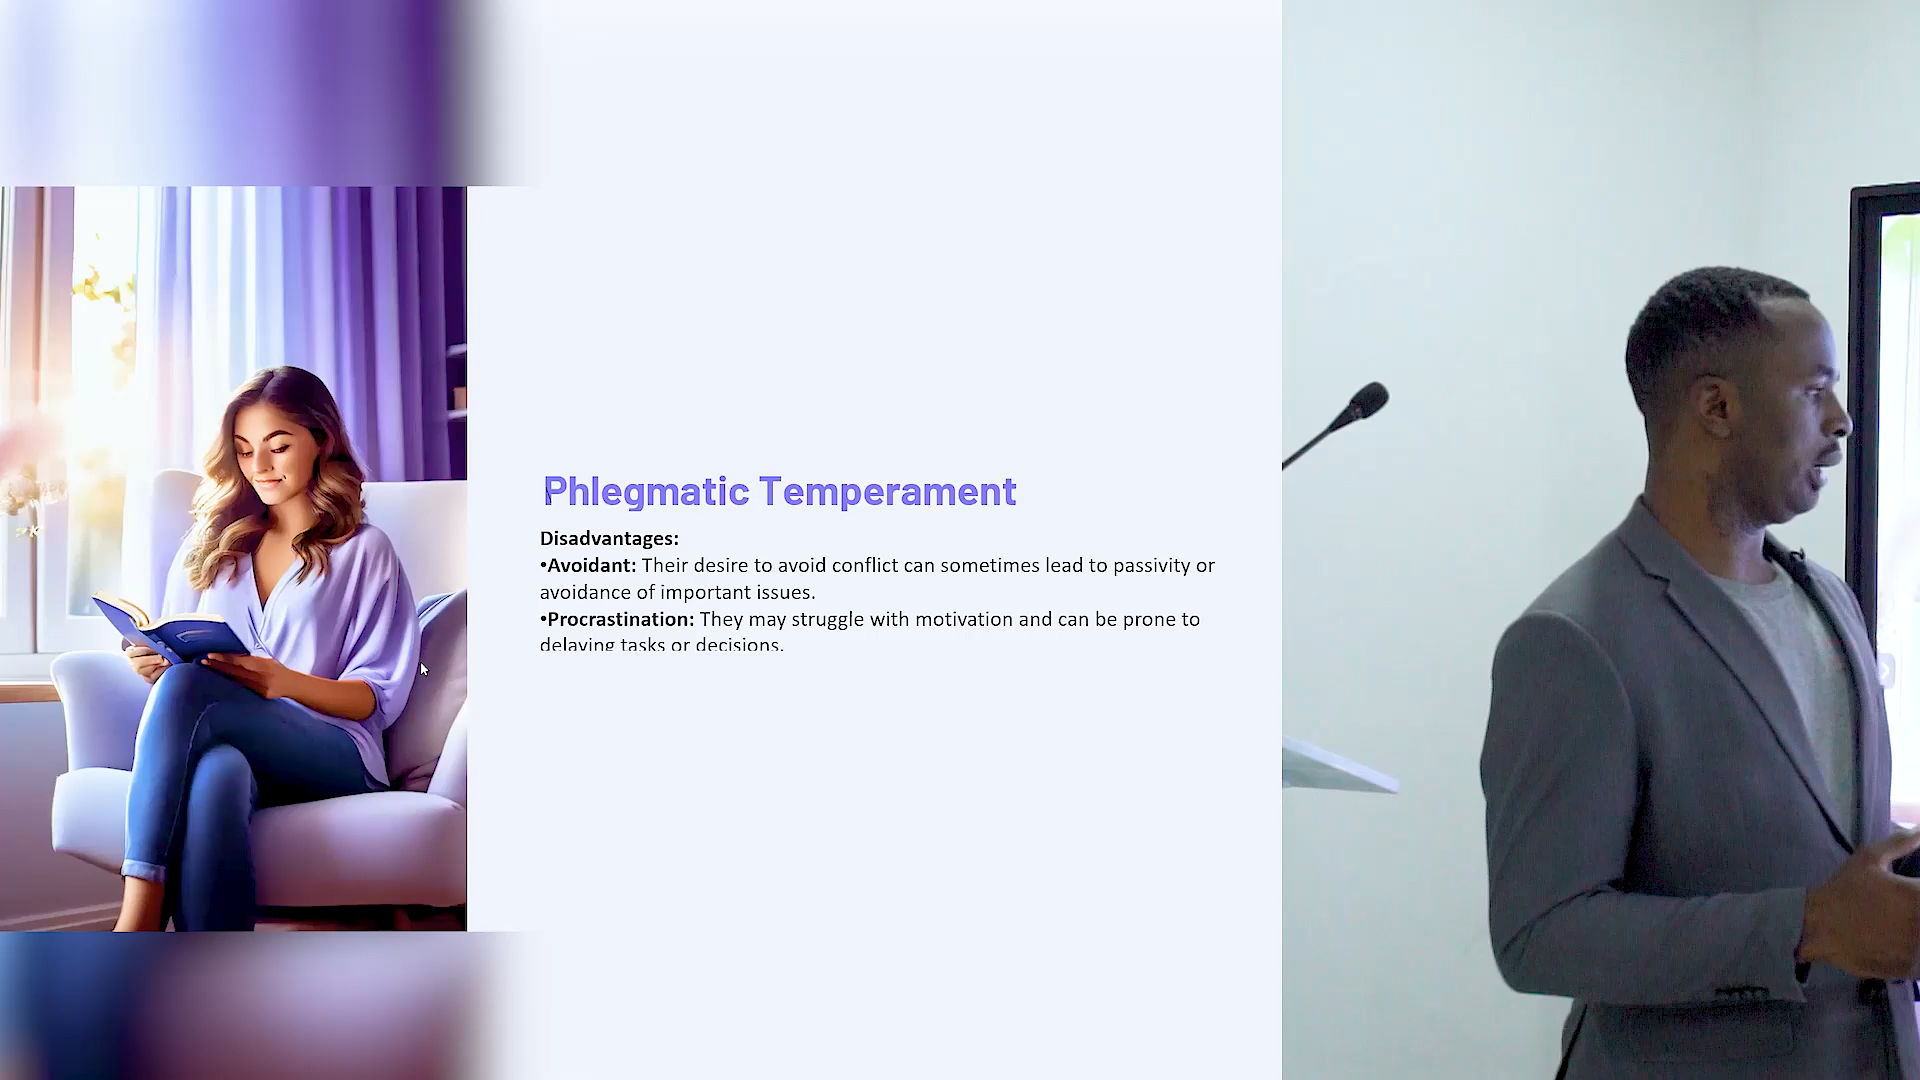 Phlegmatic Temperament
Disadvantages:
•Avoidant: Their desire to avoid conflict can sometimes lead to passivity or
avoidance of important issues.
•Procrastination: They may struggle with motivation and can be prone to
delaying tasks or decisions.